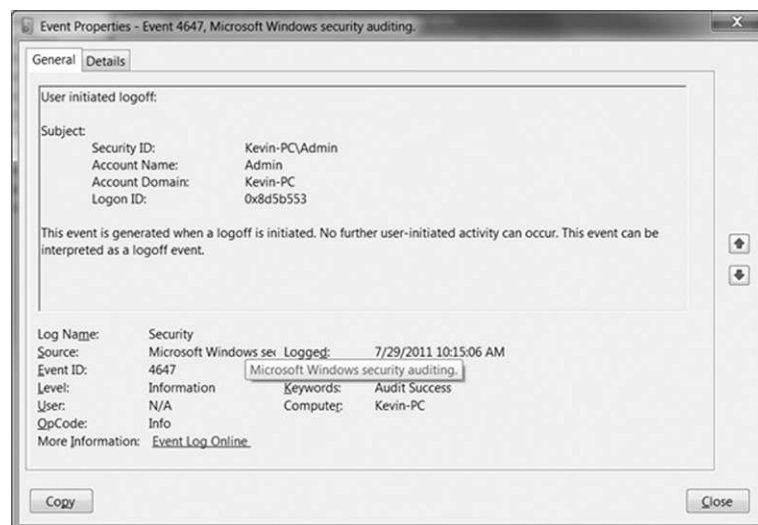 Event Properties - Event 4647, Microsoft Windows security auditing.
X
General Details
User initiated logoff:
Subject:
Security ID: Kevin-PC\Admin
Account Name: Admin
Account Domain: Kevin-PC
Logon ID: 0x8d5b553
This event is generated when a logoff is initiated. No further user-initiated activity can occur. This event can be
interpreted as a logoff event.
Log Name: Security
Source: Microsoft Windows sec Logged: 7/29/2011 10:15:06 AM
Event ID: 4647 Microsoft Windows security auditing.
Level: Information Keywords: Audit Success
User: N/A Computer: Kevin-PC
OpCode: Info
More Information: Event Log Online
Copy Close